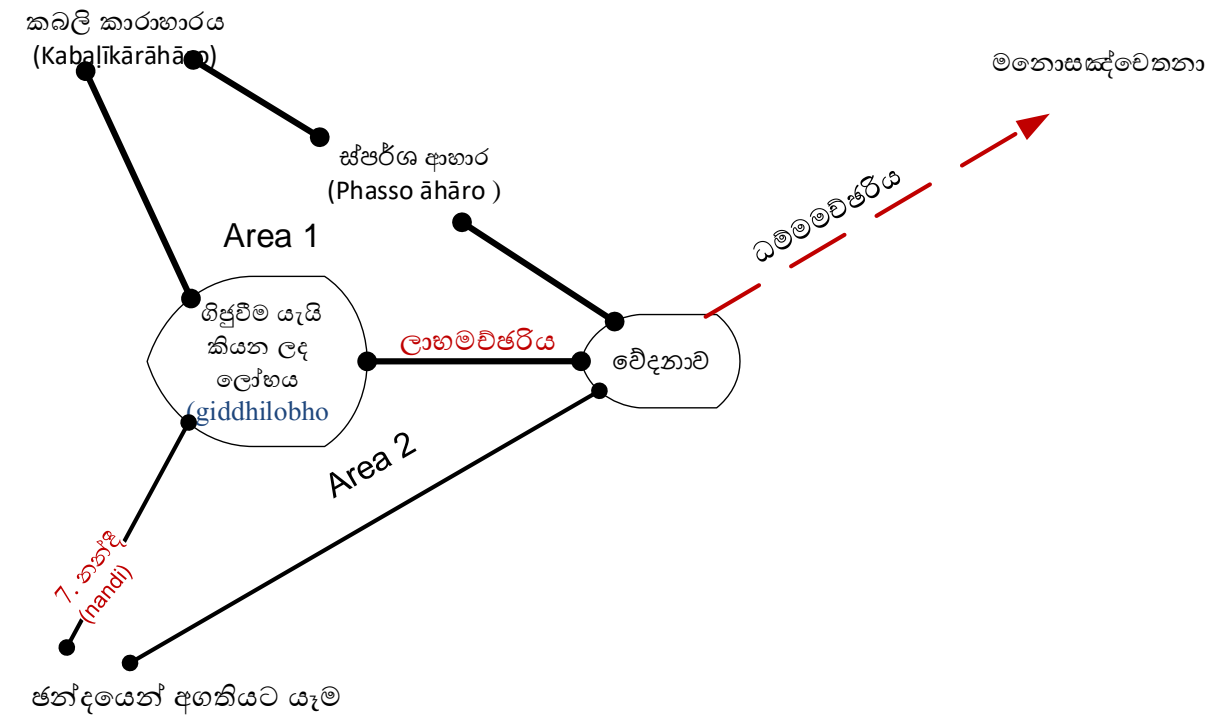 කබලි කාරාහාරය
(Kabaḷīkārāhāro)
මනොසඤ්චෙතනා
ස්පර්ශ ආහාර
(Phasso āhāro )
ධම්මමච්ඡරිය
Area 1
ගිජුවීම යැයි
කියන ලද
ලෝභය
(giddhilobho
ලාභමච්ඡරිය
වේදනාව
Area 2
7. නන්දී
(nandi)
ඡන්දයෙන් අගතියට යෑම